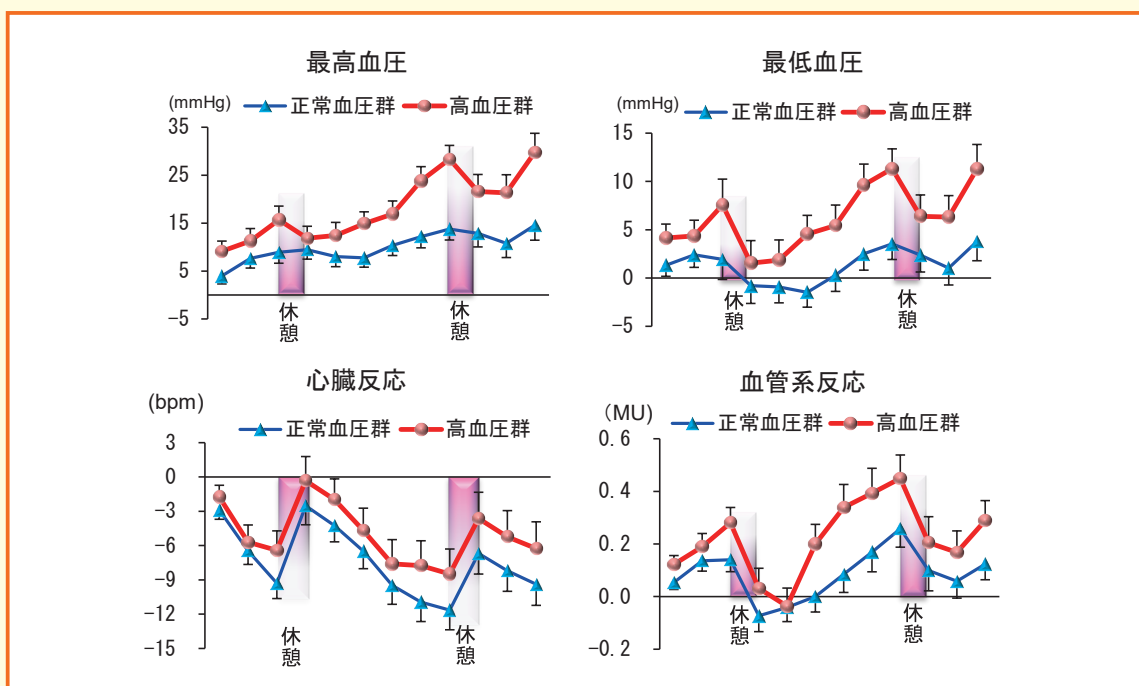 最高血圧
(mmHg)
正常血圧群 高血圧群
35
25
15
5
-5
休憩
休憩
最低血圧
(mmHg)
正常血圧群 高血圧群
15
10
5
0
-5
休憩
休憩
心臓反応
(bpm)
正常血圧群 高血圧群
3
0
-3
-6
-9
-12
-15
休憩
休憩
血管系反応
(MU)
正常血圧群 高血圧群
0.6
0.4
0.2
0.0
-0.2
休憩
休憩